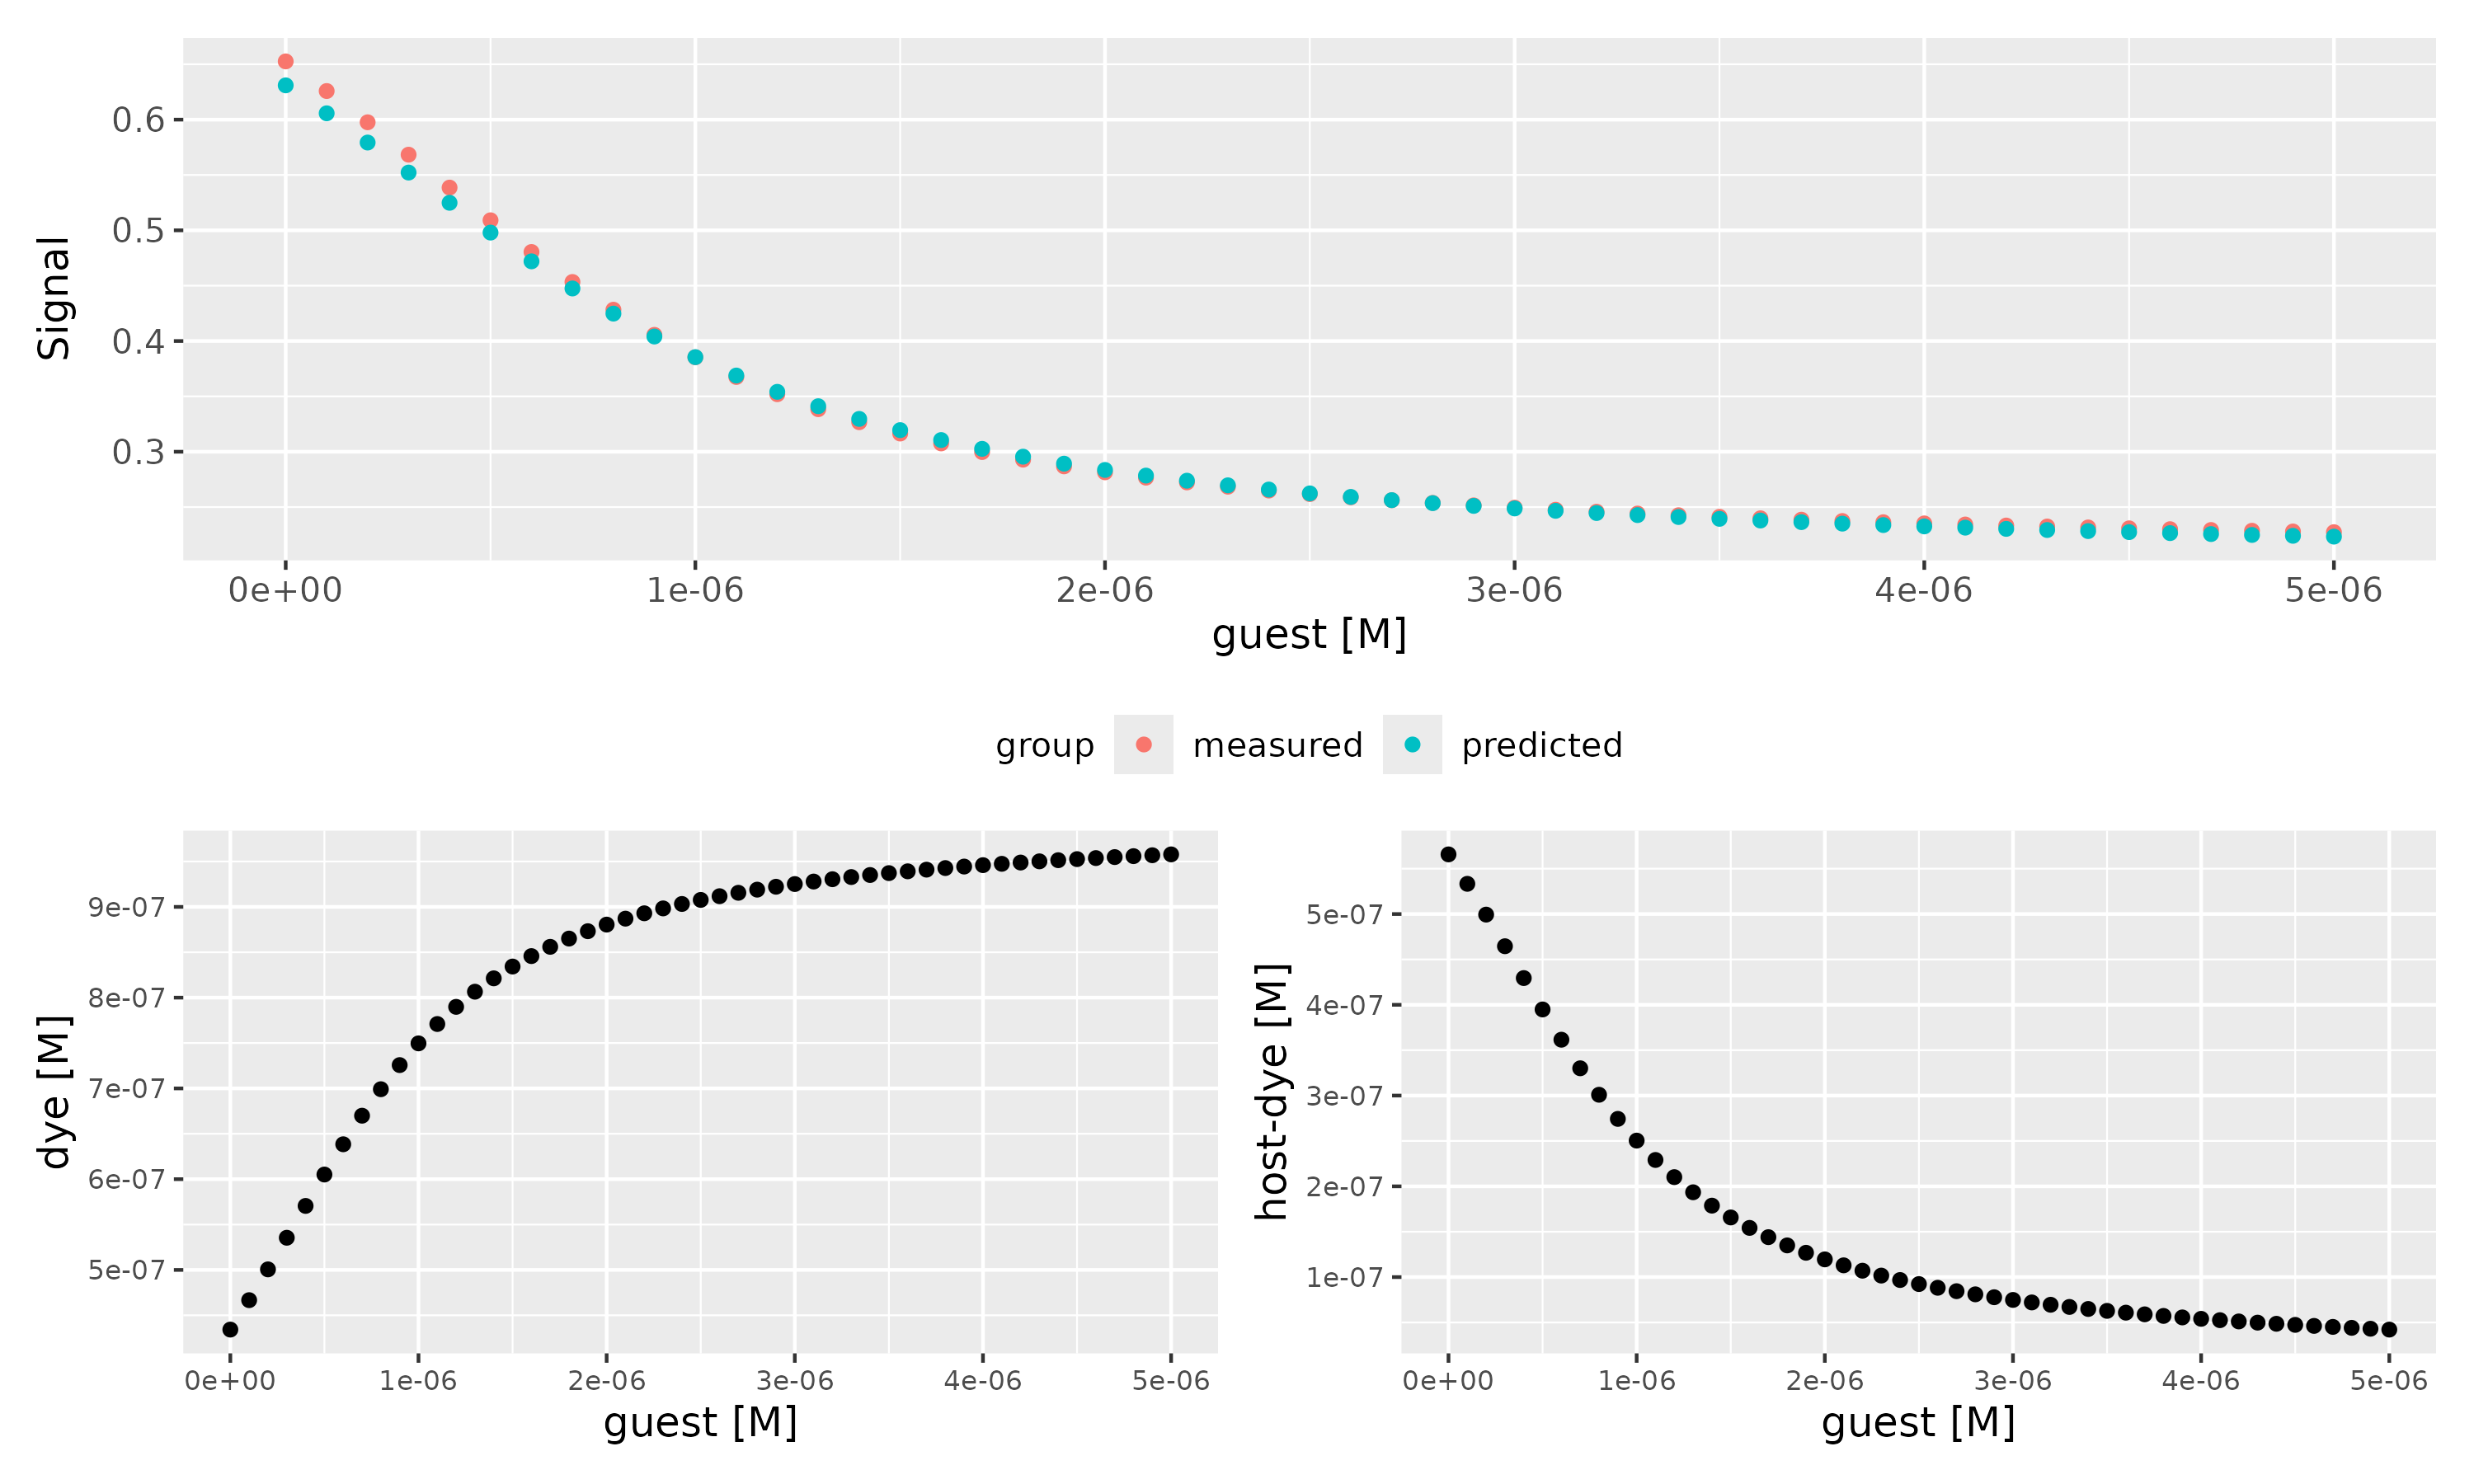 0.6
0.5
0.4
0.3
Signal
0e+00 1e-06 2e-06 3e-06 4e-06 5e-06
guest [M]
group measured predicted
9e-07
8e-07
7e-07
6e-07
5e-07
dye [M]
0e+00 1e-06 2e-06 3e-06 4e-06 5e-06
guest [M]
5e-07
4e-07
3e-07
2e-07
1e-07
host-dye [M]
0e+00 1e-06 2e-06 3e-06 4e-06 5e-06
guest [M]